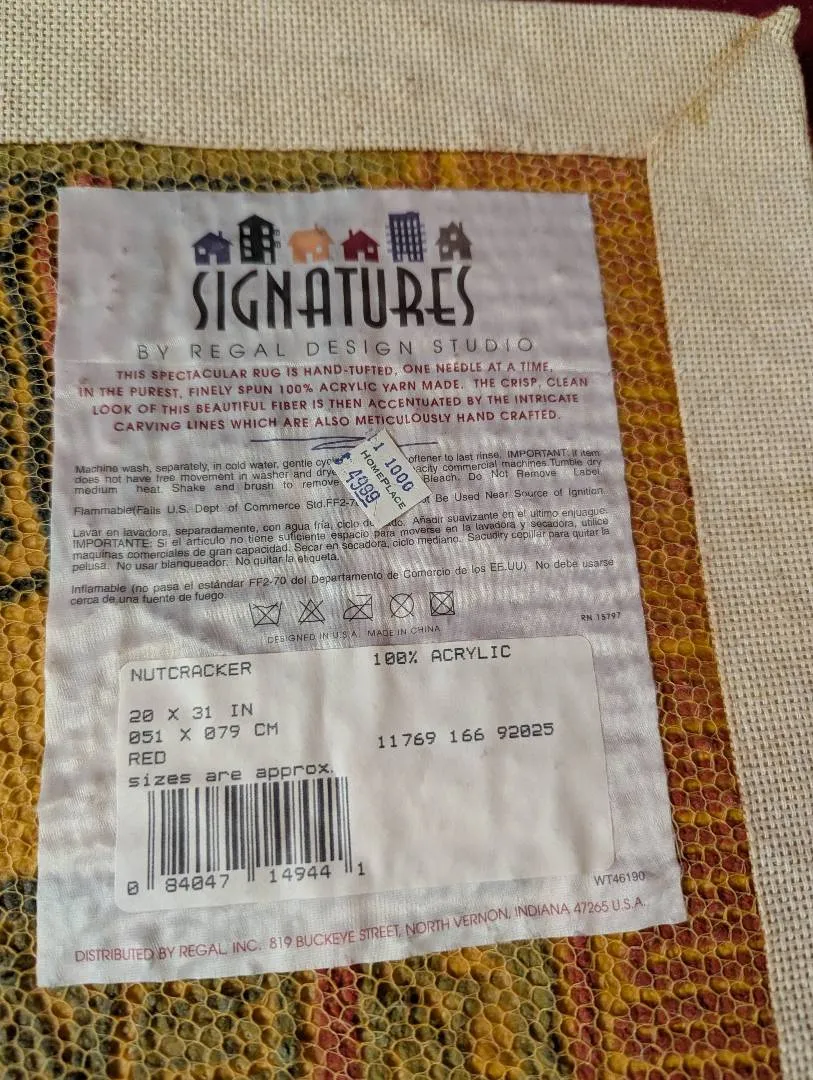 SIGNATURES
BY REGAL DESIGN STUDIO
THIS SPECTACULAR RUG IS HAND-TUFTED, ONE NEEDLE AT A TIME,
IN THE PUREST, FINELY SPUN 100% ACRYLIC YARN MADE. THE CRISP, CLEAN
LOOK OF THIS BEAUTIFUL FIBER IS THEN ACCENTUATED BY THE INTRICATE
CARVING LINES WHICH ARE ALSO METICULOUSLY HAND CRAFTED.
1 1000
HOMEPLACE
$ 4999
Machine wash, separately, in cold water, gentle oftener to last rinse. IMPORTANT: If item
does not have free movement in washer and acity commercial machines. Tumble dry
medium heat. Shake and brush to remove Bleach. Do Not Remove Label.
Flammable(Fails U.S. Dept. of Commerce Std.FF2-7 Be Used Near Source of Ignition.
Lavar en lavadora, separadamente, con agua fria, ciclo Añadir suavizante en el ultimo enjuague.
IMPORTANTE: Si el articulo no tiene suficiente espacio para moverse en la lavadora y secadora, utilice
maquinas comerciales de gran capacidad. Secar en secadora, ciclo mediano. Sacudiry cepillar para quitar la
pelusa. No usar blanqueador. No quitar la etiqueta.
Inflamable (no pasa el estándar FF2-70 del Departamento de Comercio de los EE.UU) No debe usarse
cerca de una fuente de fuego
DESIGNED IN U.S.A. MADE IN CHINA
RN 15797
NUTCRACKER 100% ACRYLIC
20 X 31 IN
051 X 079 CM 11769 166 92025
RED
sizes are approx.
0 84047 14944 1
WT46190
DISTRIBUTED BY REGAL INC. 819 BUCKEYE STREET, NORTH VERNON, INDIANA 47265 U.S.A.